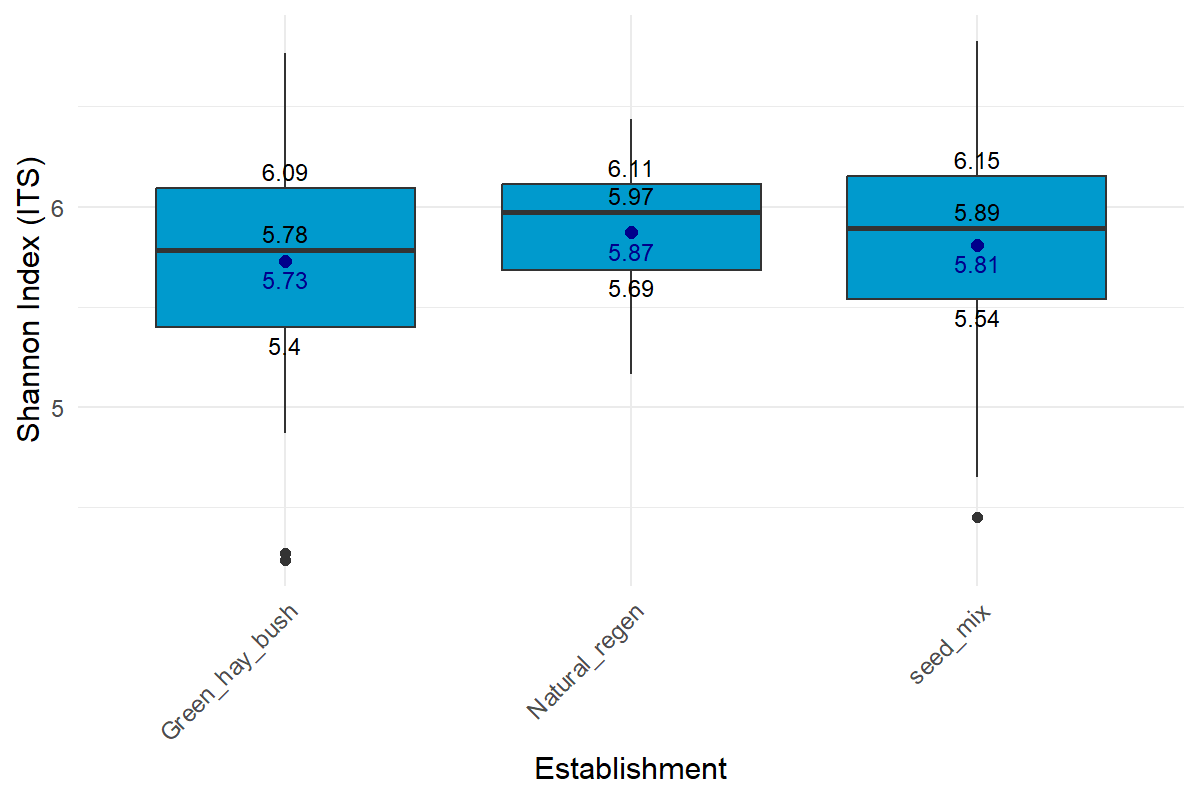 Shannon Index (ITS)
6
5
6.09
5.78
5.73
5.4
6.11
5.97
5.87
5.69
6.15
5.89
5.81
5.54
Green_hay_bush
Natural_regen
seed_mix
Establishment